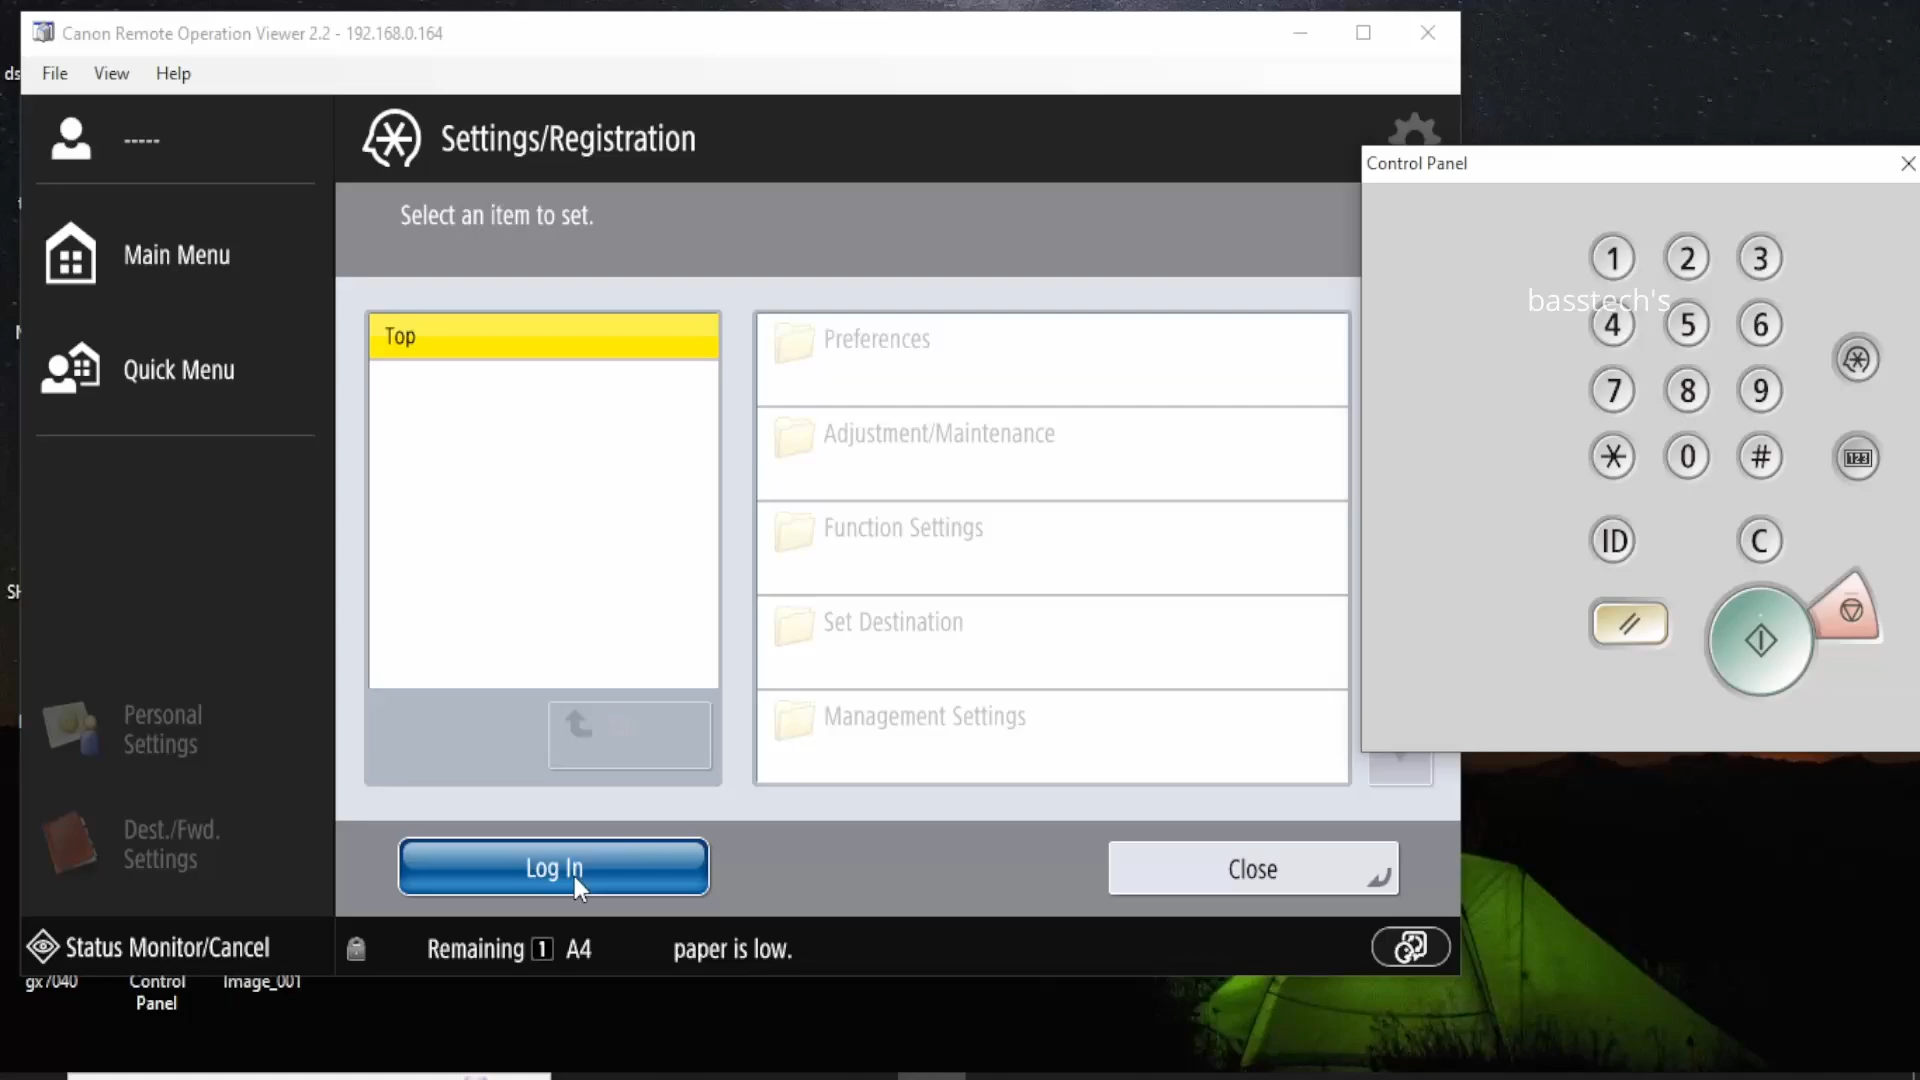 Canon Remote Operation Viewer 2.2 - 192.168.0.164
File View Help
-----
Settings/Registration
Control Panel
Select an item to set.
Main Menu
Quick Menu
Top
Preferences
Adjustment/Maintenance
Function Settings
Set Destination
Management Settings
Personal
Settings
Dest./Fwd.
Settings
Log In
Close
Status Monitor/Cancel
Remaining 1 A4 paper is low.
1 2 3
basstech's
4 5 6
7 8 9
* 0 #
123
ID C
gx7040
Control
Panel
Image_001
ds